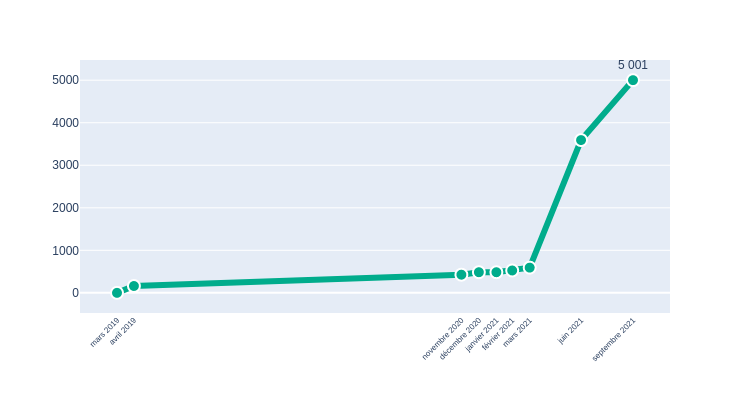 5 001
5000
4000
3000
2000
1000
0
mars 2019
avril 2019
novembre 2020
décembre 2020
janvier 2021
février 2021
mars 2021
juin 2021
septembre 2021